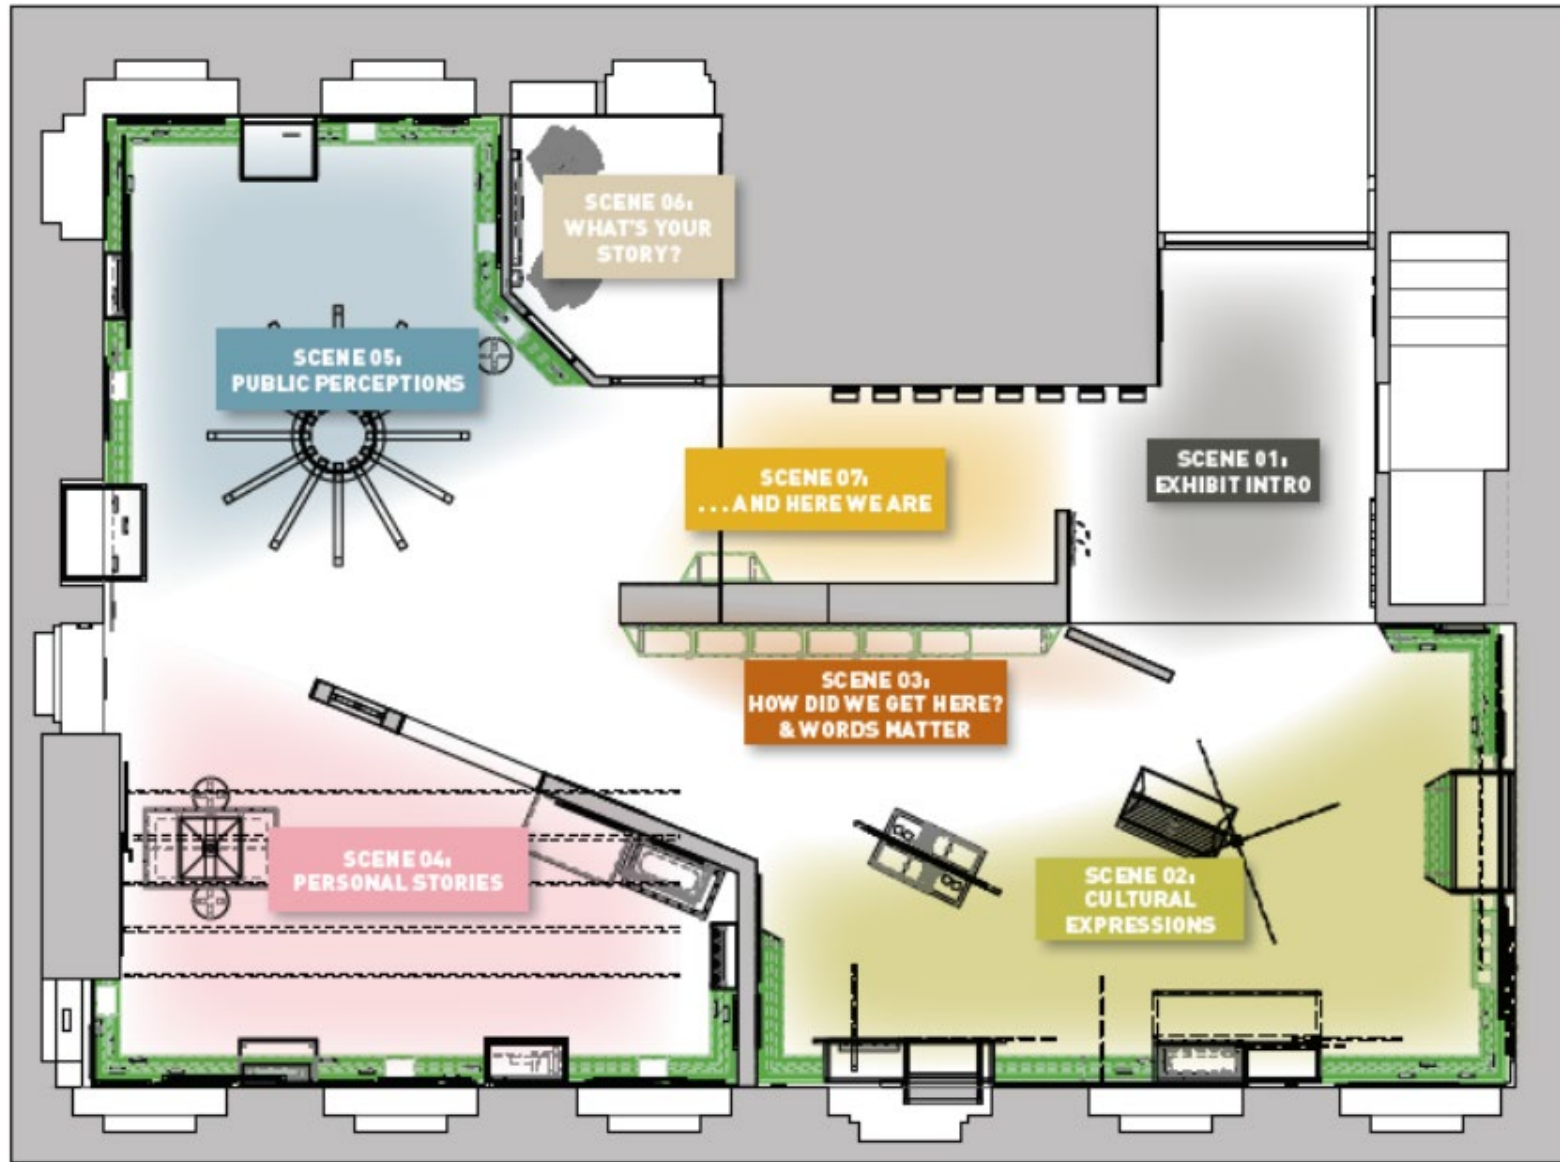 SCENE 06:
WHAT'S YOUR
STORY?
SCENE 05:
PUBLIC PERCEPTIONS
SCENE 07:
...AND HERE WE ARE
SCENE 01:
EXHIBIT INTRO
SCENE 03:
HOW DID WE GET HERE?
& WORDS MATTER
SCENE 04:
PERSONAL STORIES
SCENE 02:
CULTURAL
EXPRESSIONS